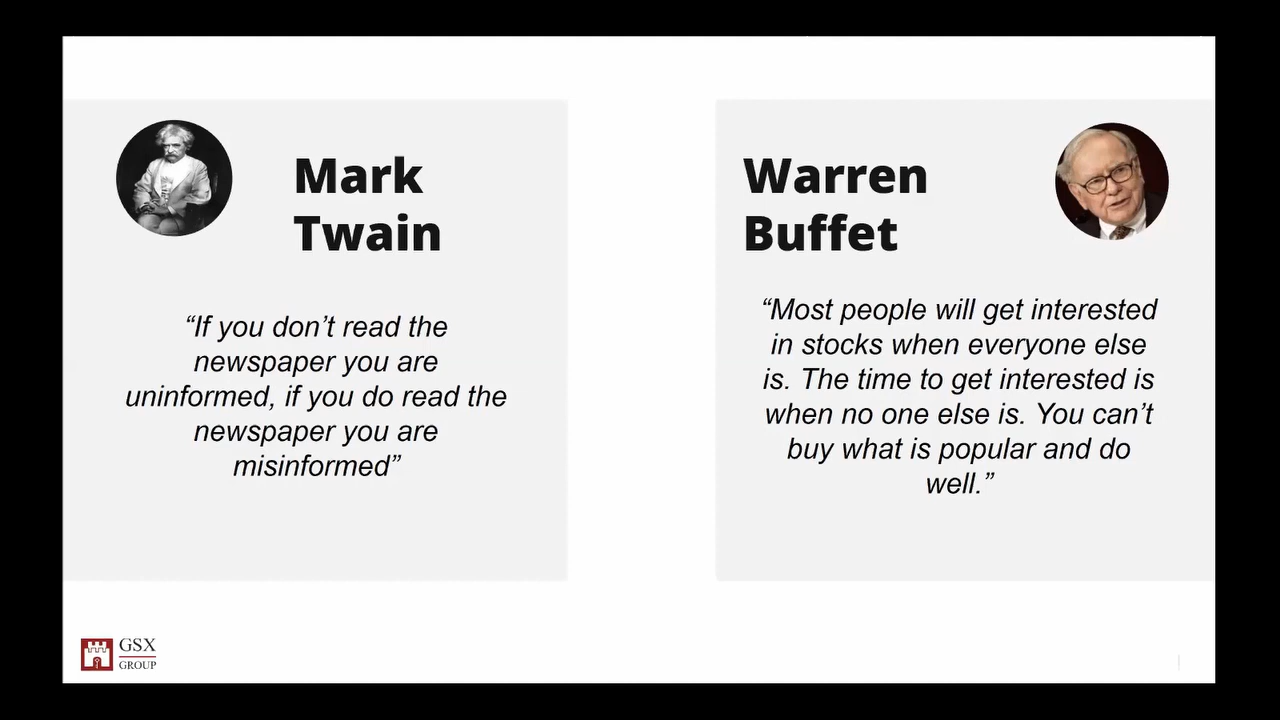 Mark
Twain
“If you don’t read the
newspaper you are
uninformed, if you do read the
newspaper you are
misinformed”
Warren
Buffet
“Most people will get interested
in stocks when everyone else
is. The time to get interested is
when no one else is. You can’t
buy what is popular and do
well.”
GSX
GROUP